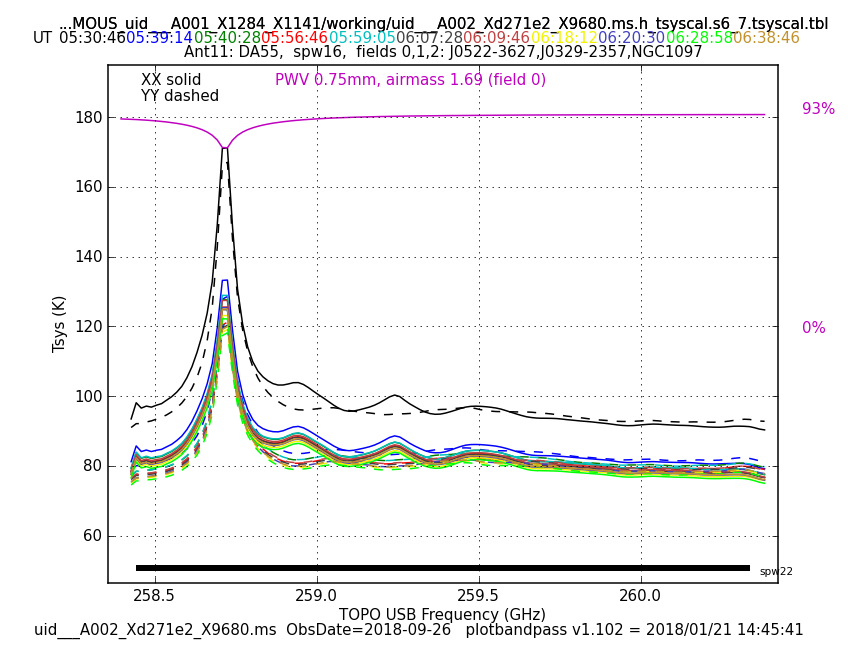 ...MOUS_uid___A001_X1284_X1141/working/uid___A002_Xd271e2_X9680.ms.h_tsyscal.s6_7.tsyscal.tbl
UT 05:30:46 05:39:14 05:40:28 05:56:46 05:59:05 06:07:28 06:09:46 06:18:12 06:20:30 06:28:58 06:38:46
Ant11: DA55, spw16, fields 0,1,2: J0522-3627,J0329-2357,NGC1097
XX solid
YY dashed
PWV 0.75mm, airmass 1.69 (field 0)
93%
0%
180
160
140
120
100
80
60
Tsys (K)
spw22
258.5 259.0 259.5 260.0
TOPO USB Frequency (GHz)
uid___A002_Xd271e2_X9680.ms ObsDate=2018-09-26 plotbandpass v1.102 = 2018/01/21 14:45:41